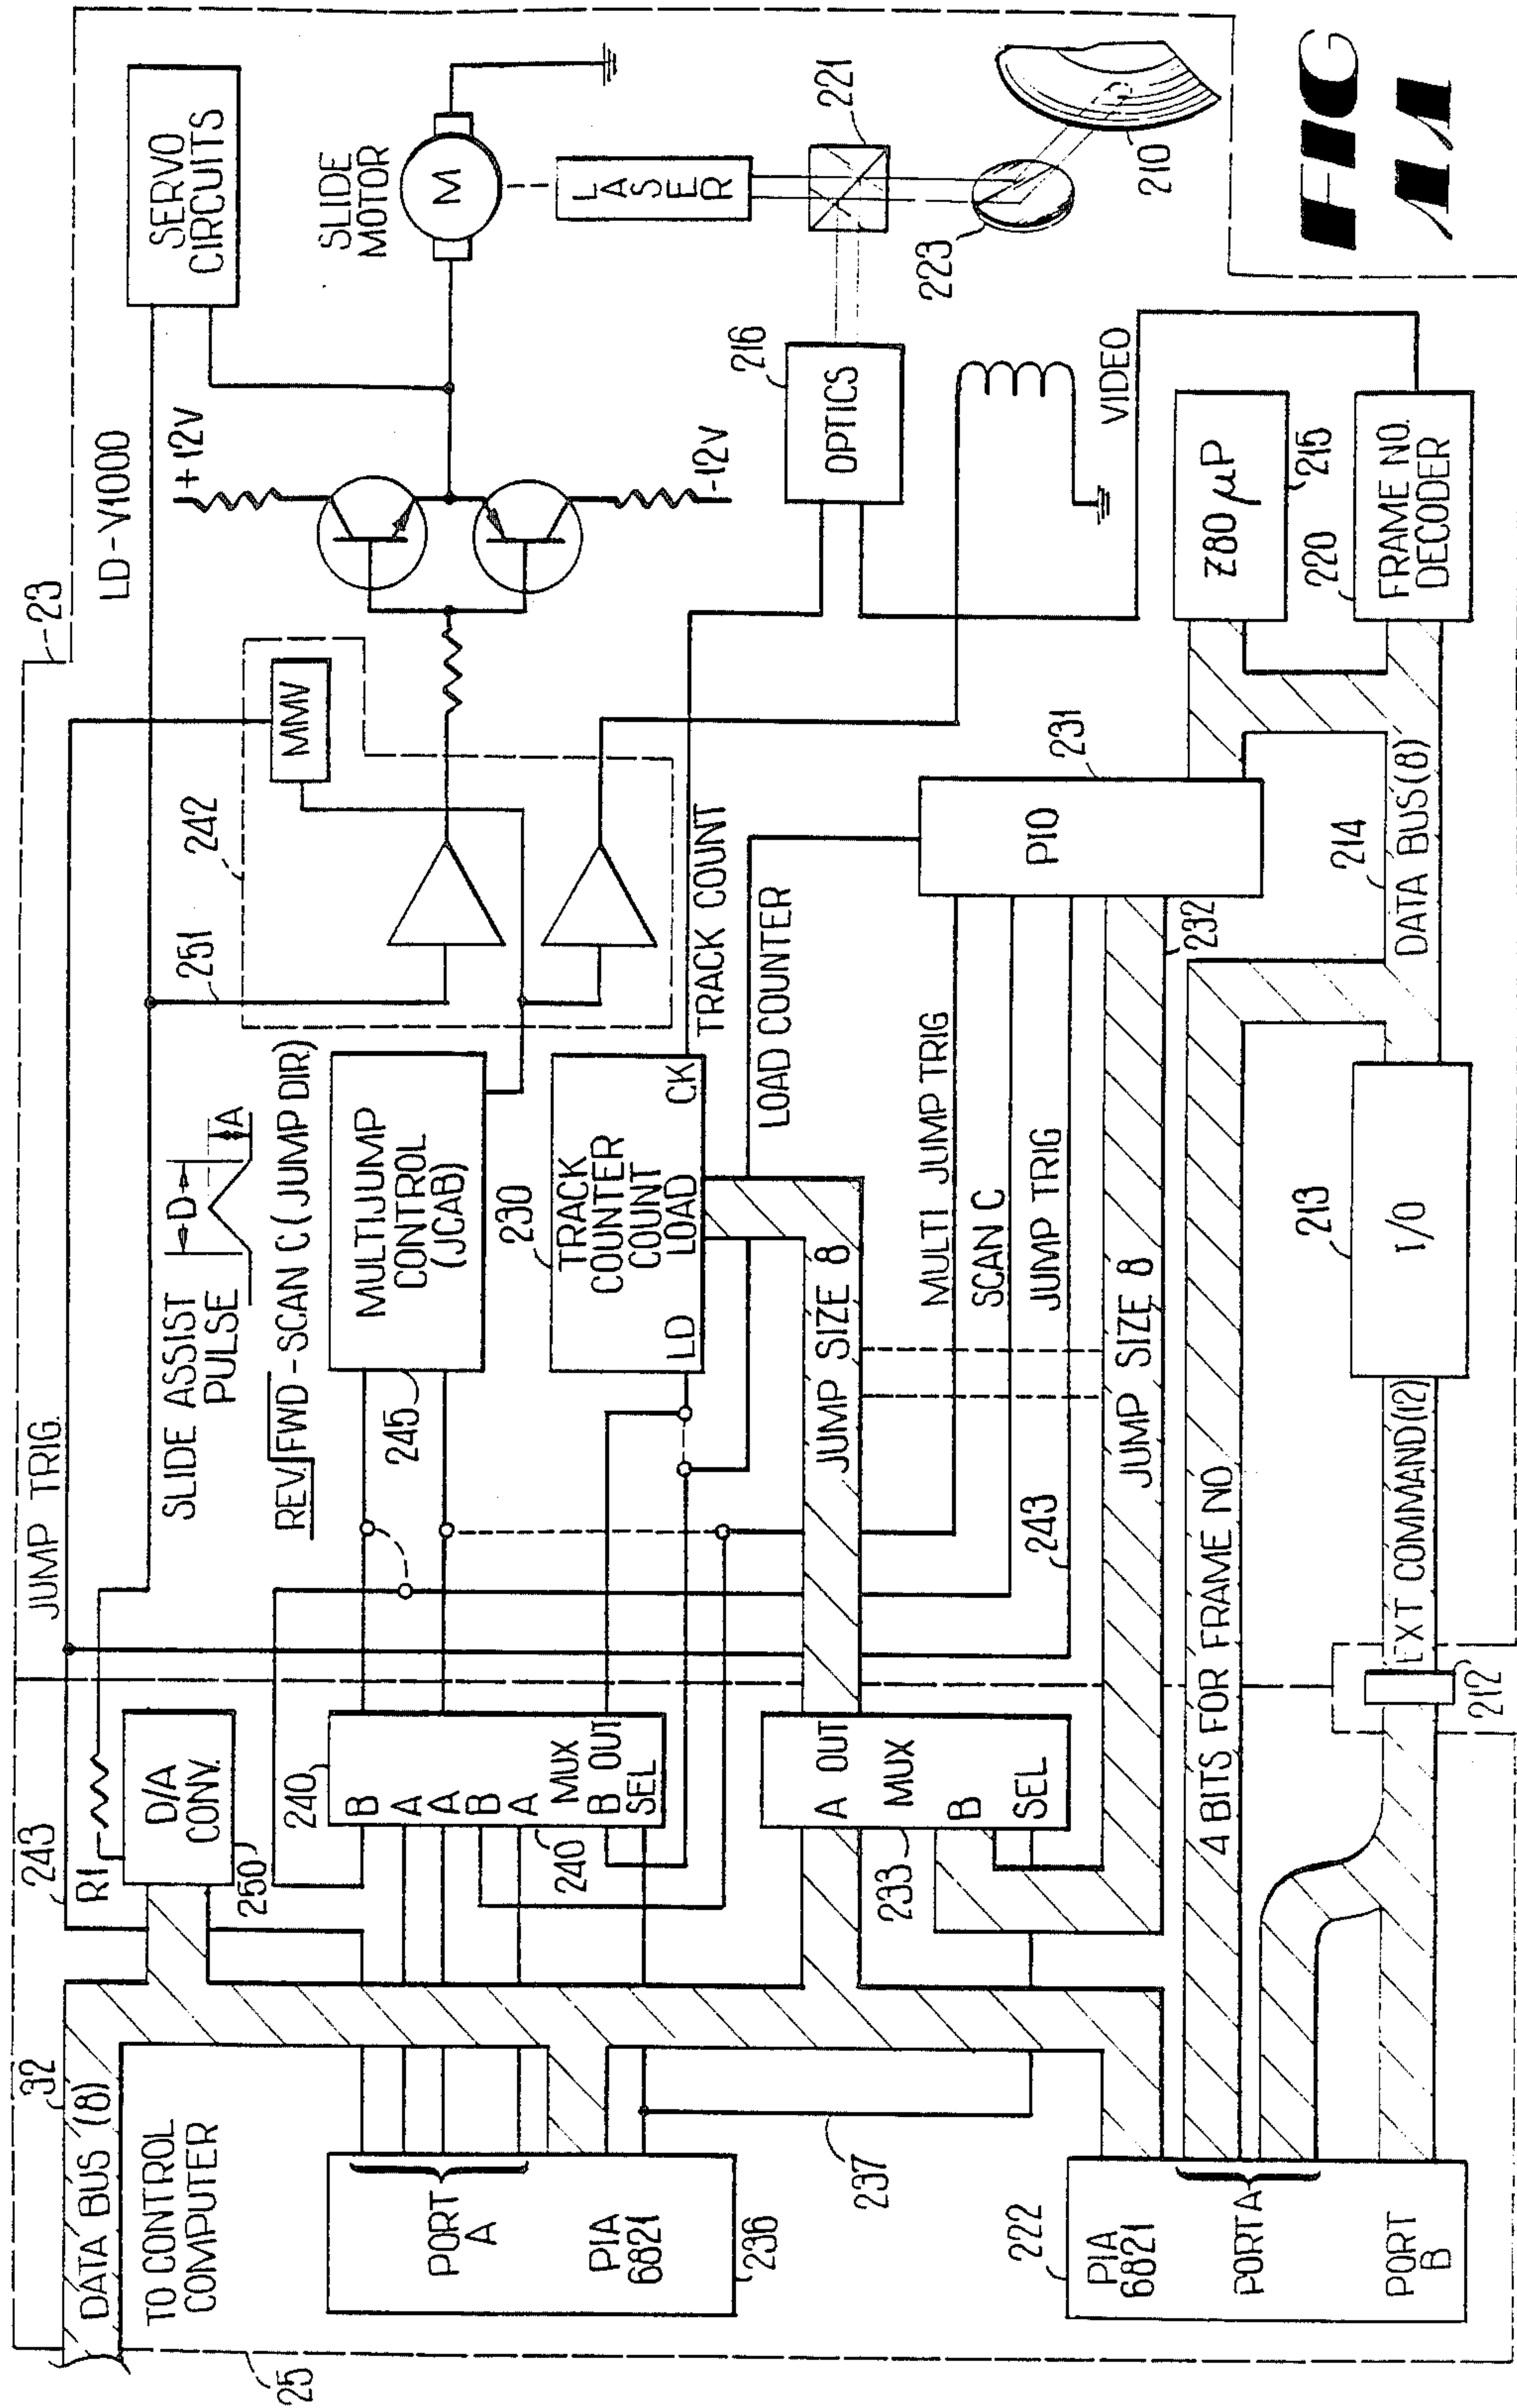 23
JUMP TRIG.
LD-V1000
SERVO
CIRCUITS
+12V
-12V
SLIDE
MOTOR
M
LASER
221
223
210
216
OPTICS
VIDEO
MMV
242
251
SLIDE ASSIST
PULSE
D
A
REV/FWD-SCAN C (JUMP DIR)
MULTIJUMP
CONTROL
(JCAB)
245
230
TRACK
COUNTER
COUNT
LOAD
LD
CK
TRACK COUNT
LOAD COUNTER
MULTI JUMP TRIG
SCAN C
JUMP TRIG
243
JUMP SIZE 8
JUMP SIZE 8
232
PIO
231
Z80 µP
215
220
FRAME NO.
DECODER
214
DATA BUS (8)
213
I/O
EXT COMMAND (12)
212
4 BITS FOR FRAME NO
243
R1
D/A
CONV.
250
240
B
A
A
B
A
MUX
B OUT
SEL
240
A OUT
MUX
B
SEL
233
32
DATA BUS (8)
TO CONTROL
COMPUTER
25
PORT
A
PIA
6821
236
237
222
PIA
6821
PORT A
PORT
B
FIG
11A